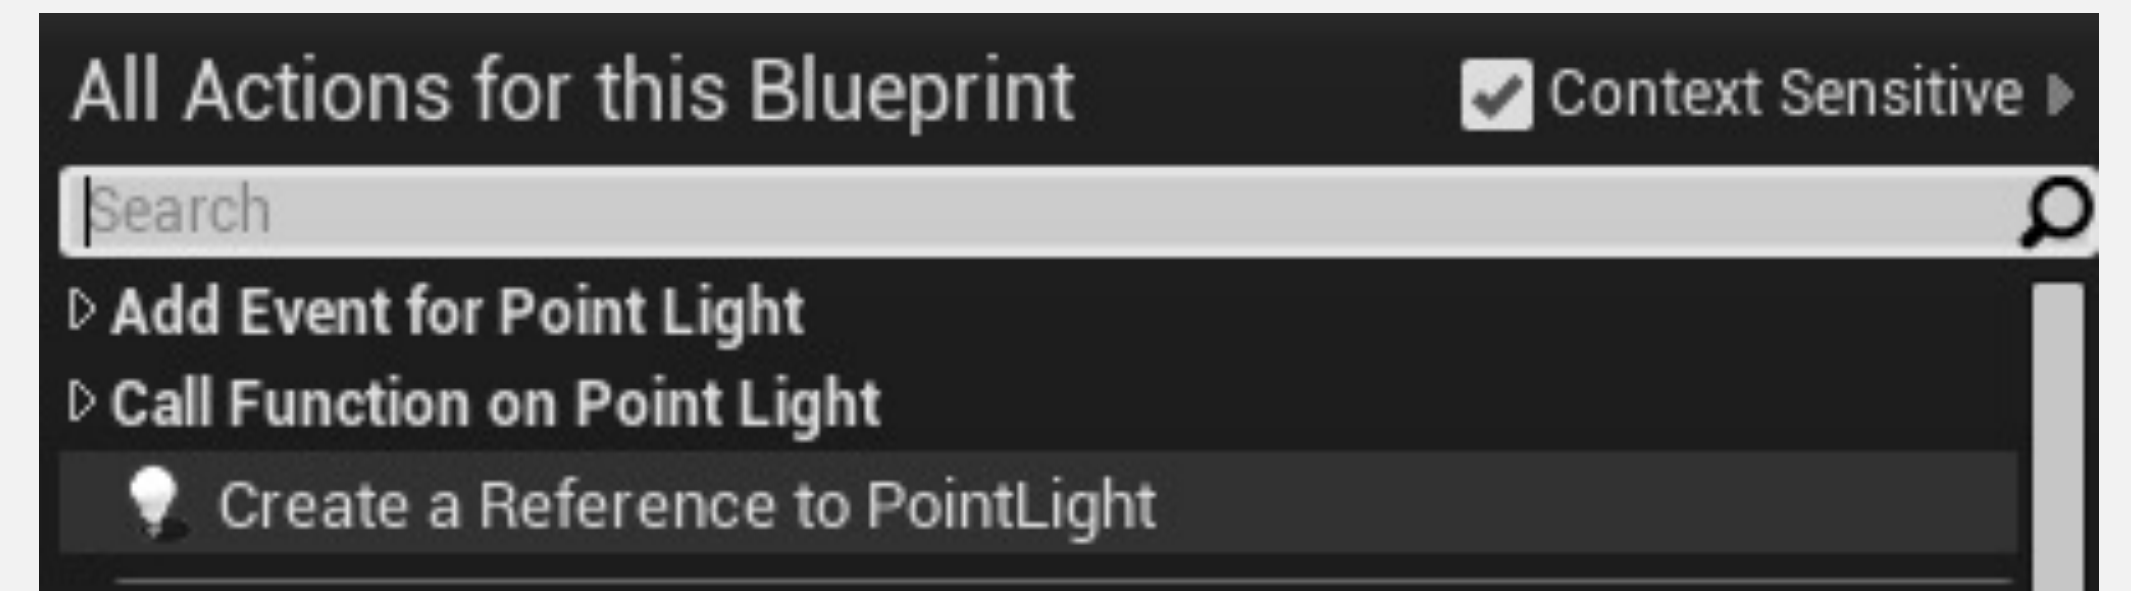 All Actions for this Blueprint Context Sensitive
Search
Add Event for Point Light
Call Function on Point Light
Create a Reference to PointLight